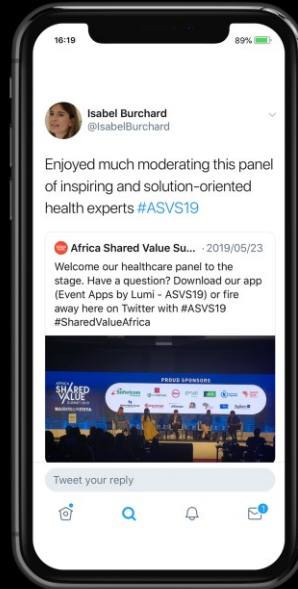 16:19
89%
Isabel Burchard
@IsabelBurchard
Enjoyed much moderating this panel
of inspiring and solution-oriented
health experts #ASVS19
Africa Shared Value Su... · 2019/05/23
Welcome our healthcare panel to the
stage. Have a question? Download our app
(Event Apps by Lumi - ASVS19) or fire
away here on Twitter with #ASVS19
#SharedValueAfrica
AFRICA
SHARED
VALUE
PROUD SPONSORS
Safaricom
Tweet your reply
1